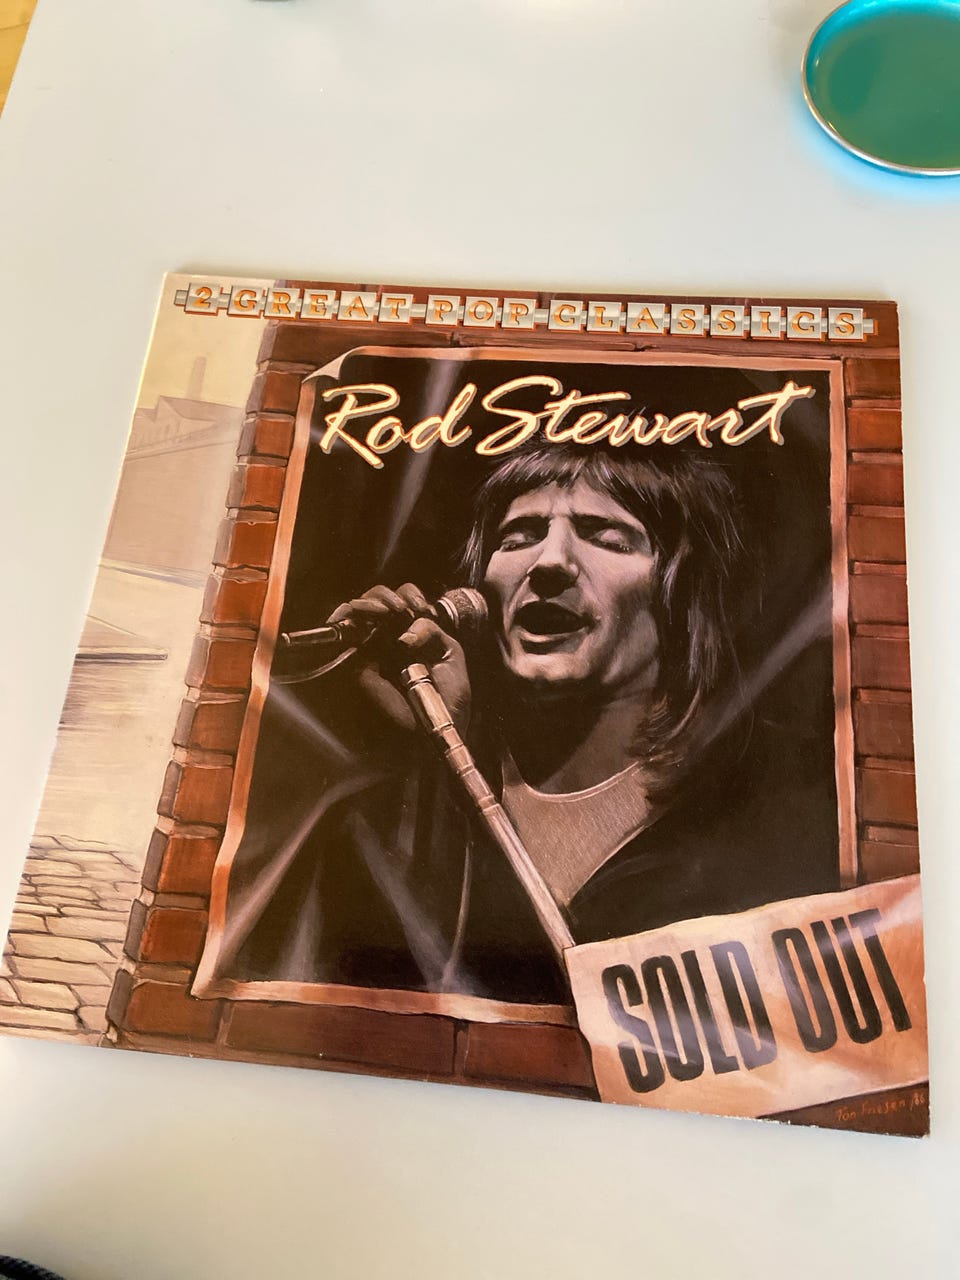 2 GREAT POP CLASSICS
Rod Stewart
SOLD OUT